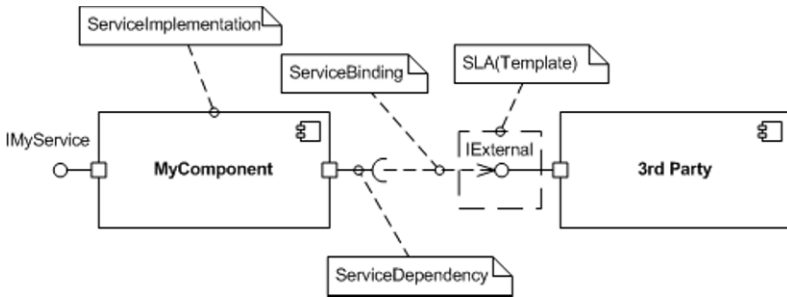 ServiceImplementation
ServiceBinding
SLA(Template)
IMyService
MyComponent
IExternal
3rd Party
ServiceDependency